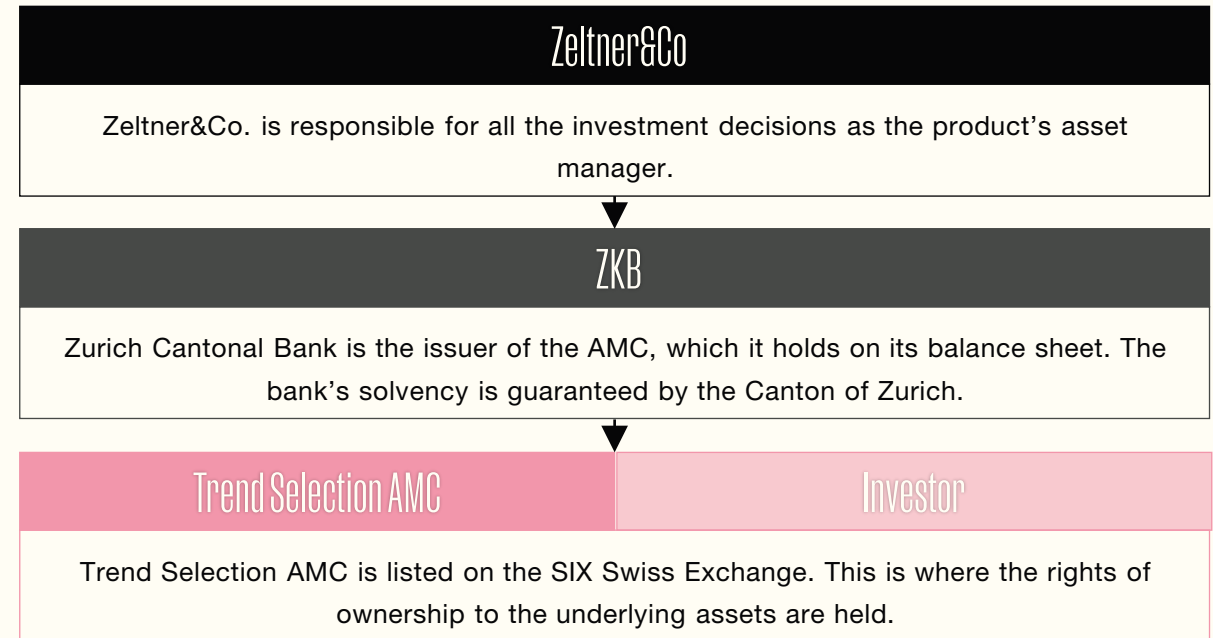 Zeltner&Co
Zeltner&Co. is responsible for all the investment decisions as the product's asset
manager.
ZKB
Zurich Cantonal Bank is the issuer of the AMC, which it holds on its balance sheet. The
bank's solvency is guaranteed by the Canton of Zurich.
Trend Selection AMC
Investor
Trend Selection AMC is listed on the SIX Swiss Exchange. This is where the rights of
ownership to the underlying assets are held.